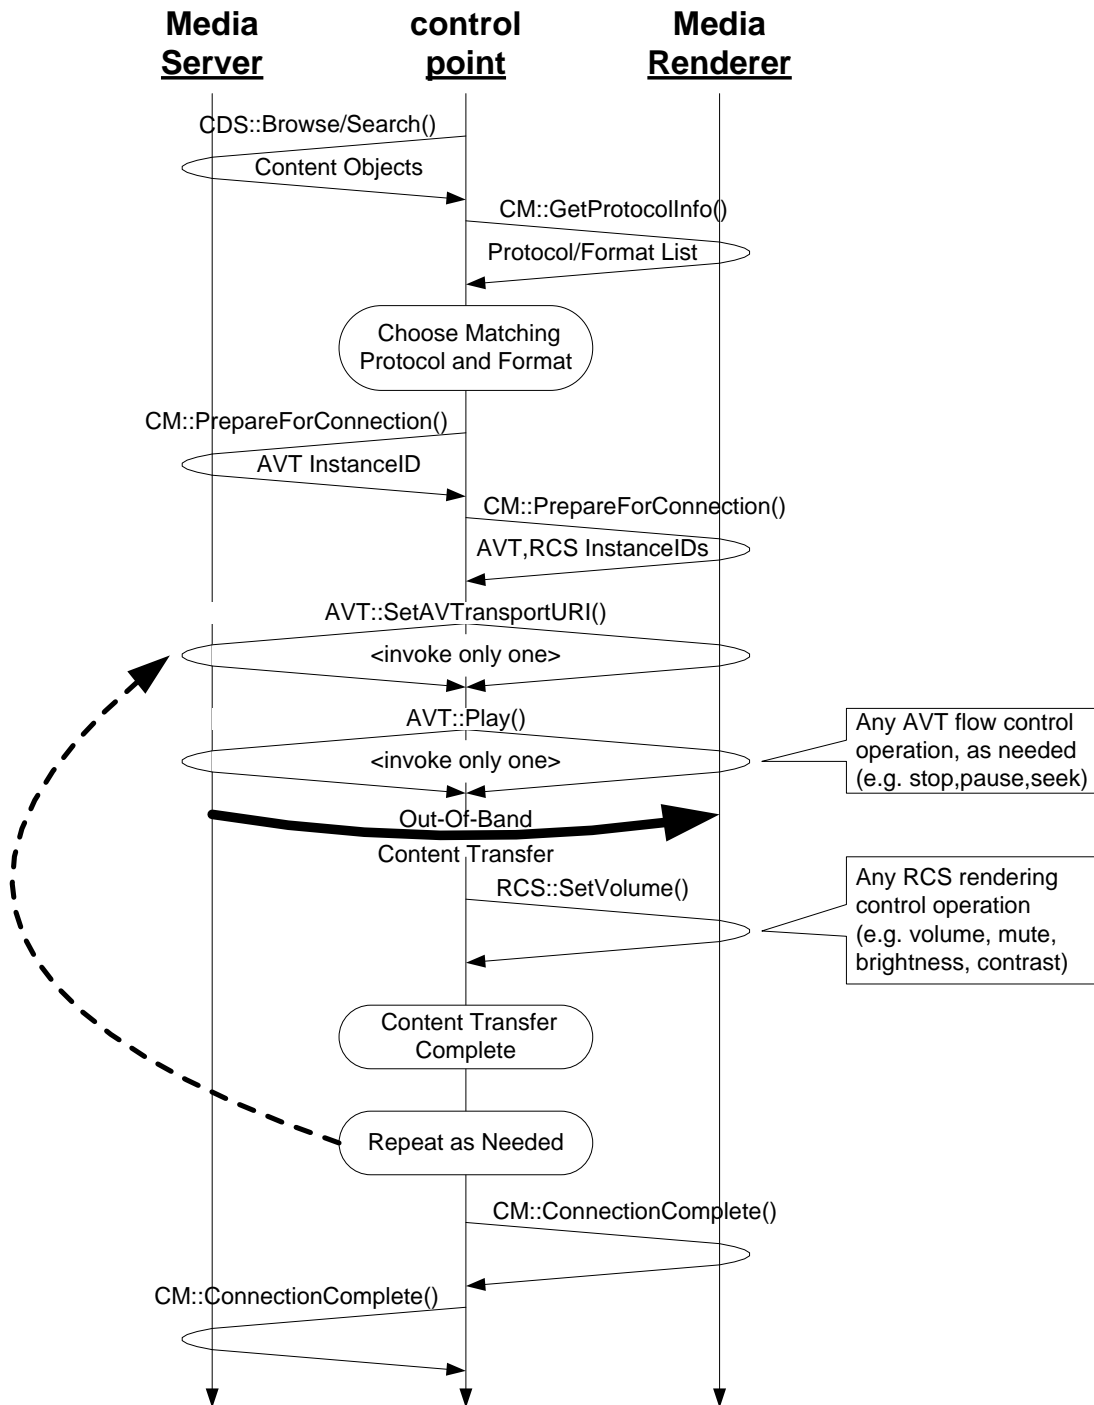 Media
Server
control
point
Media
Renderer
CDS::Browse/Search()
Content Objects
CM::GetProtocolInfo()
Protocol/Format List
Choose Matching
Protocol and Format
CM::PrepareForConnection()
AVT InstanceID
CM::PrepareForConnection()
AVT,RCS InstanceIDs
AVT::SetAVTransportURI()
<invoke only one>
AVT::Play()
<invoke only one>
Any AVT flow control
operation, as needed
(e.g. stop,pause,seek)
Out-Of-Band
Content Transfer
RCS::SetVolume()
Any RCS rendering
control operation
(e.g. volume, mute,
brightness, contrast)
Content Transfer
Complete
Repeat as Needed
CM::ConnectionComplete()
CM::ConnectionComplete()